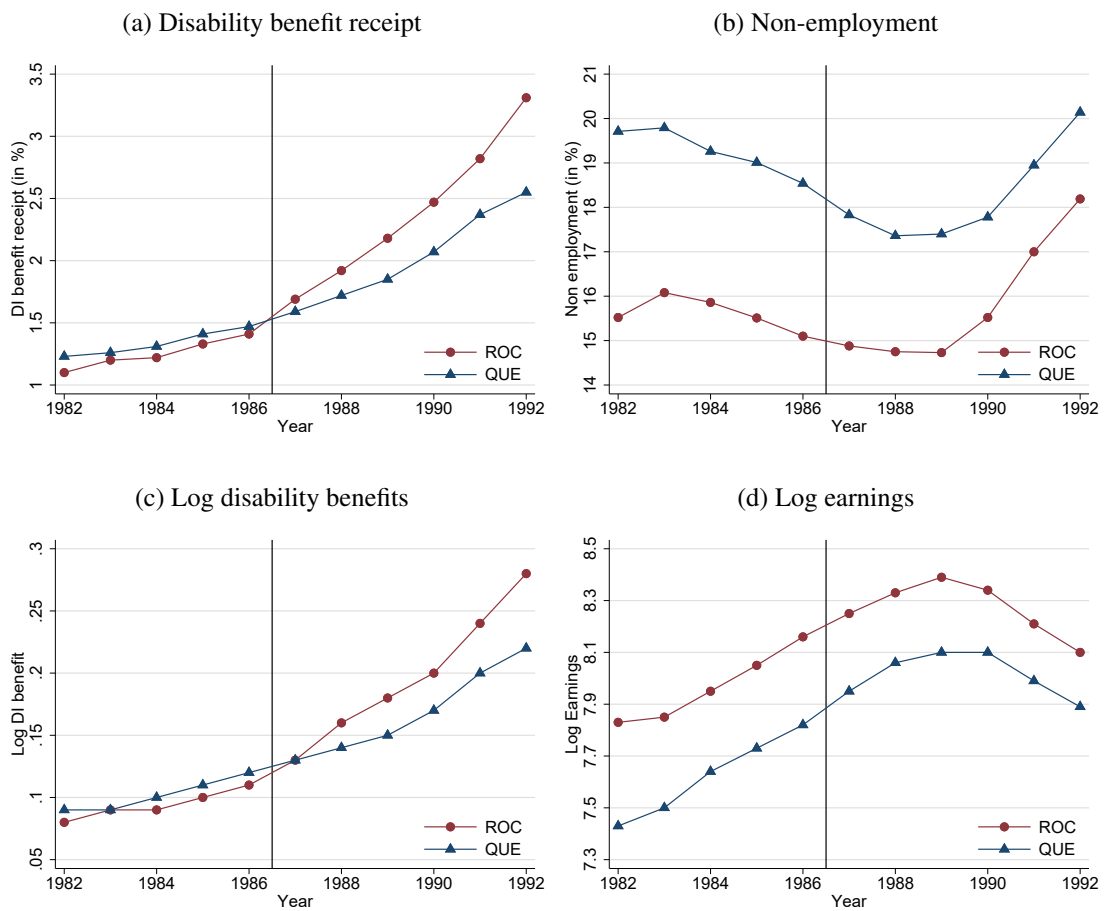 (a) Disability benefit receipt
DI benefit receipt (in %)
3.5
3
2.5
2
1.5
1
ROC
QUE
1982 1984 1986 1988 1990 1992
Year
(b) Non-employment
Non employment (in %)
21
20
19
18
17
16
15
14
ROC
QUE
1982 1984 1986 1988 1990 1992
Year
(c) Log disability benefits
Log DI benefit
.3
.25
.2
.15
.1
.05
ROC
QUE
1982 1984 1986 1988 1990 1992
Year
(d) Log earnings
Log Earnings
8.5
8.3
8.1
7.9
7.7
7.5
7.3
ROC
QUE
1982 1984 1986 1988 1990 1992
Year